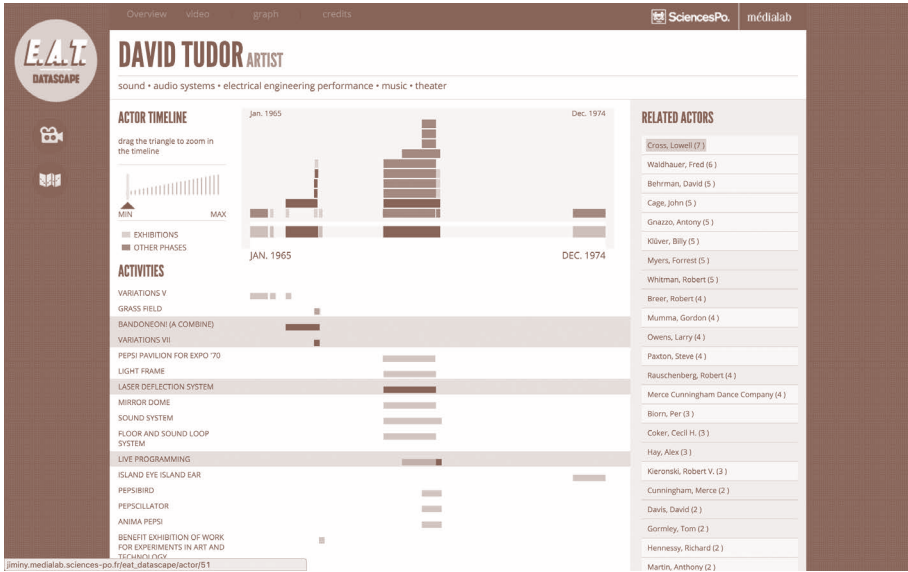 Overview video graph credits
SciencesPo. médialab
E.A.T.
DATASCAPE
DAVID TUDOR ARTIST
sound • audio systems • electrical engineering performance • music • theater
ACTOR TIMELINE
drag the triangle to zoom in
the timeline
MIN MAX
EXHIBITIONS
OTHER PHASES
Jan. 1965 Dec. 1974
JAN. 1965 DEC. 1974
ACTIVITIES
VARIATIONS V
GRASS FIELD
BANDONEON! (A COMBINE)
VARIATIONS VII
PEPSI PAVILION FOR EXPO '70
LIGHT FRAME
LASER DEFLECTION SYSTEM
MIRROR DOME
SOUND SYSTEM
FLOOR AND SOUND LOOP
SYSTEM
LIVE PROGRAMMING
ISLAND EYE ISLAND EAR
PEPSIBIRD
PEPSCILLATOR
ANIMA PEPSI
BENEFIT EXHIBITION OF WORK
FOR EXPERIMENTS IN ART AND
TECHNOLOGY
RELATED ACTORS
Cross, Lowell (7 )
Waldhauer, Fred (6 )
Behrman, David (5 )
Cage, John (5 )
Gnazzo, Antony (5 )
Klüver, Billy (5 )
Myers, Forrest (5 )
Whitman, Robert (5 )
Breer, Robert (4 )
Mumma, Gordon (4 )
Owens, Larry (4 )
Paxton, Steve (4 )
Rauschenberg, Robert (4 )
Merce Cunningham Dance Company (4 )
Biorn, Per (3 )
Coker, Cecil H. (3 )
Hay, Alex (3 )
Kieronski, Robert V. (3 )
Cunningham, Merce (2 )
Davis, David (2 )
Gormley, Tom (2 )
Hennessy, Richard (2 )
Martin, Anthony (2 )
jiminy.medialab.sciences-po.fr/eat_datascape/actor/51